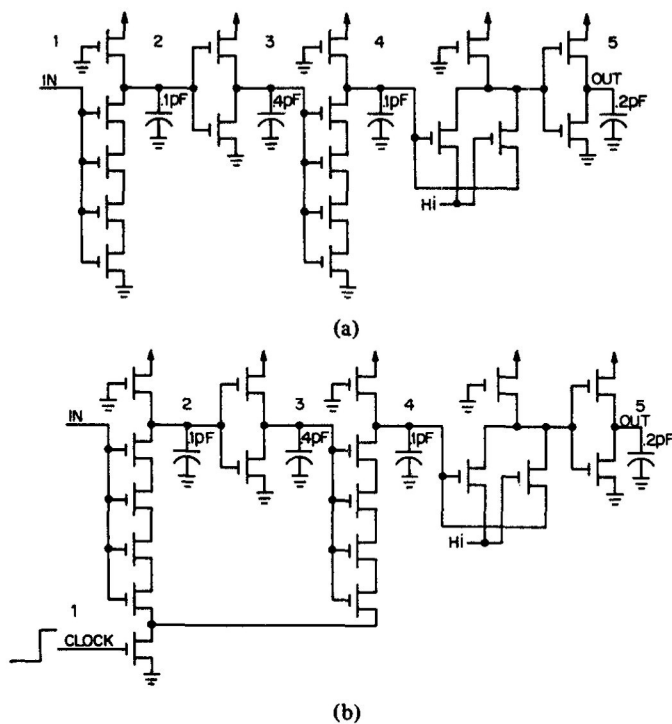 1 2 3 4 5
IN .1pF .4pF .1pF OUT .2pF
Hi
(a)
2 3 4 5
IN .1pF .4pF .1pF OUT .2pF
Hi
1
CLOCK
(b)